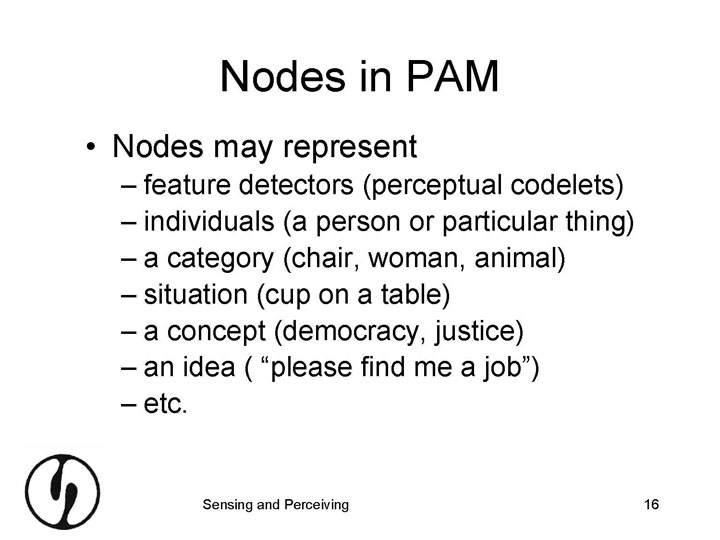 Nodes in PAM
• Nodes may represent
– feature detectors (perceptual codelets)
– individuals (a person or particular thing)
– a category (chair, woman, animal)
– situation (cup on a table)
– a concept (democracy, justice)
– an idea ( “please find me a job”)
– etc.
Sensing and Perceiving
16